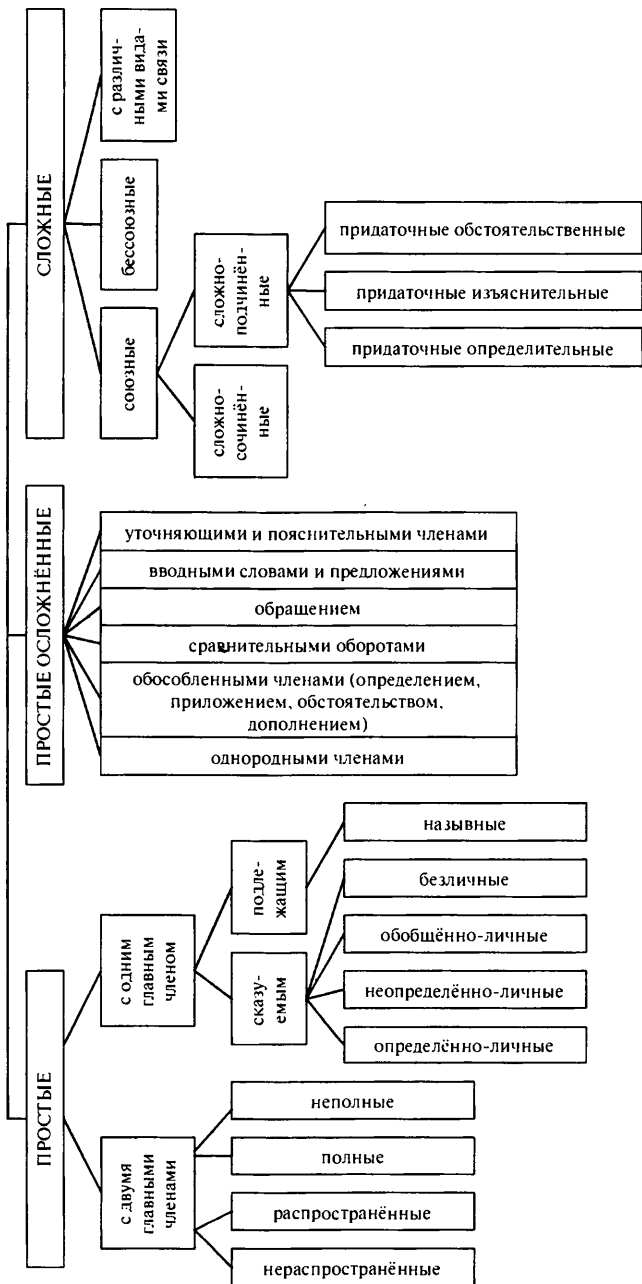 ПРОСТЫЕ
с двумя
главными
членами
нераспространённые
распространённые
полные
неполные
с одним
главным
членом
сказу-
емым
определённо-личные
неопределённо-личные
обобщённо-личные
безличные
подле-
жащим
назывные
ПРОСТЫЕ ОСЛОЖНЁННЫЕ
однородными членами
обособленными членами (определением,
приложением, обстоятельством,
дополнением)
сравнительными оборотами
обращением
вводными словами и предложениями
уточняющими и пояснительными членами
СЛОЖНЫЕ
союзные
сложно-
сочинён-
ные
сложно-
подчинён-
ные
придаточные определительные
придаточные изъяснительные
придаточные обстоятельственные
бессоюзные
с различ-
ными вида-
ми связи